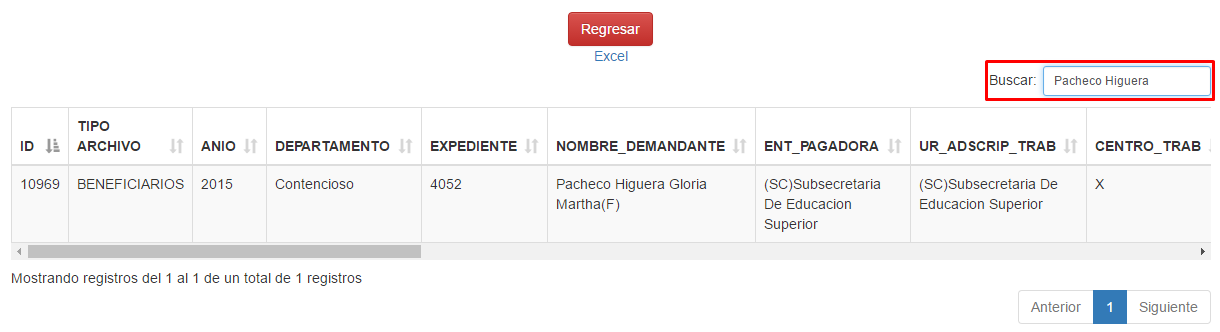 Regresar
Excel
Buscar: Pacheco Higuera
ID TIPO ARCHIVO ANIO DEPARTAMENTO EXPEDIENTE NOMBRE_DEMANDANTE ENT_PAGADORA UR_ADSCRIP_TRAB CENTRO_TRAB
10969 BENEFICIARIOS 2015 Contencioso 4052 Pacheco Higuera Gloria (SC)Subsecretaria (SC)Subsecretaria De X
Martha(F) De Educacion Educacion Superior
Superior
Mostrando registros del 1 al 1 de un total de 1 registros
Anterior 1 Siguiente